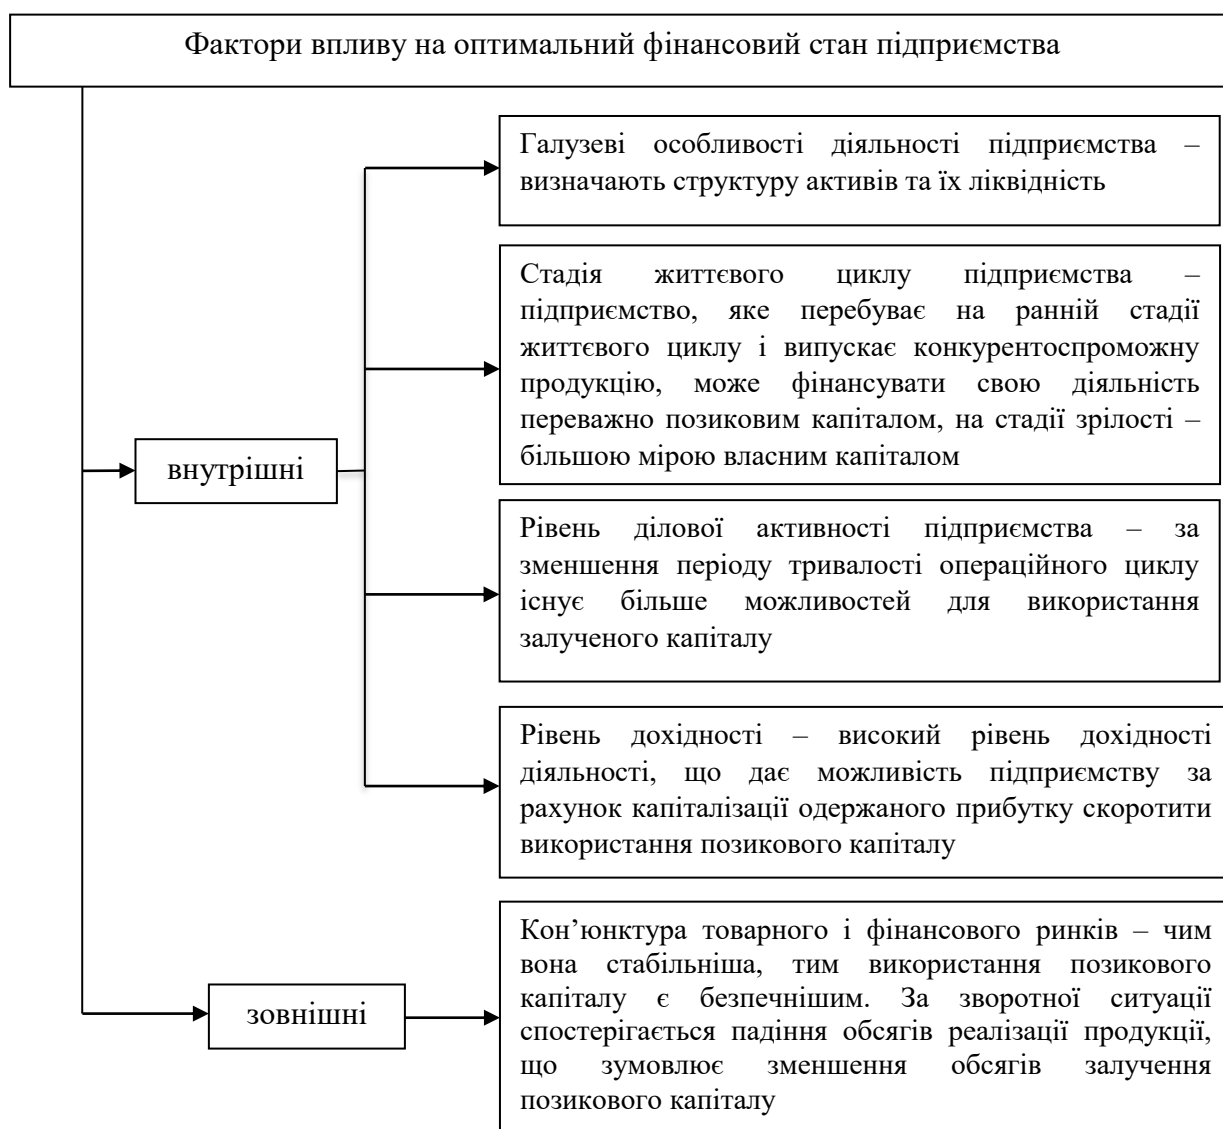 Фактори впливу на оптимальний фінансовий стан підприємства
Галузеві особливості діяльності підприємства –
визначають структуру активів та їх ліквідність
Стадія життєвого циклу підприємства –
підприємство, яке перебуває на ранній стадії
життєвого циклу і випускає конкурентоспроможну
продукцію, може фінансувати свою діяльність
переважно позиковим капіталом, на стадії зрілості –
більшою мірою власним капіталом
внутрішні
Рівень ділової активності підприємства – за
зменшення періоду тривалості операційного циклу
існує більше можливостей для використання
залученого капіталу
Рівень дохідності – високий рівень дохідності
діяльності, що дає можливість підприємству за
рахунок капіталізації одержаного прибутку скоротити
використання позикового капіталу
зовнішні
Кон’юнктура товарного і фінансового ринків – чим
вона стабільніша, тим використання позикового
капіталу є безпечнішим. За зворотної ситуації
спостерігається падіння обсягів реалізації продукції,
що зумовлює зменшення обсягів залучення
позикового капіталу